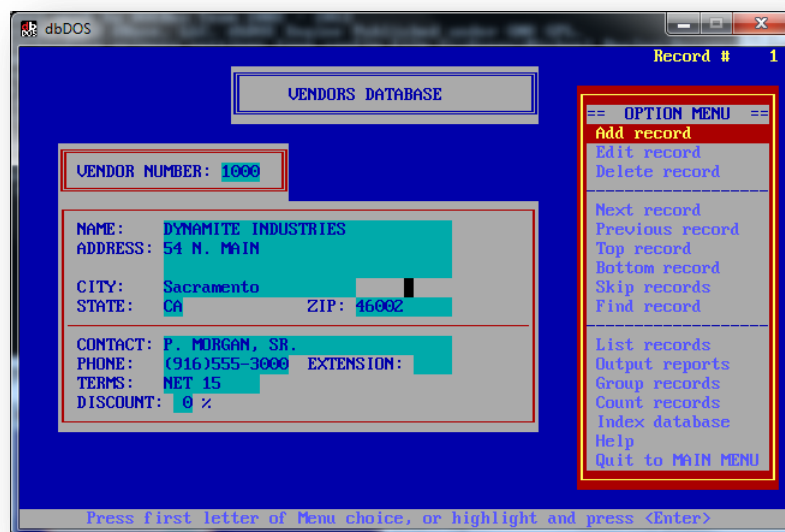 dbDOS
Record # 1
VENDORS DATABASE
VENDOR NUMBER: 1000
NAME: DYNAMITE INDUSTRIES
ADDRESS: 54 N. MAIN
CITY: Sacramento
STATE: CA ZIP: 46002
CONTACT: P. MORGAN, SR.
PHONE: (916)555-3000 EXTENSION:
TERMS: NET 15
DISCOUNT: 0 %
== OPTION MENU ==
Add record
Edit record
Delete record
Next record
Previous record
Top record
Bottom record
Skip records
Find record
List records
Output reports
Group records
Count records
Index database
Help
Quit to MAIN MENU
Press first letter of Menu choice, or highlight and press <Enter>